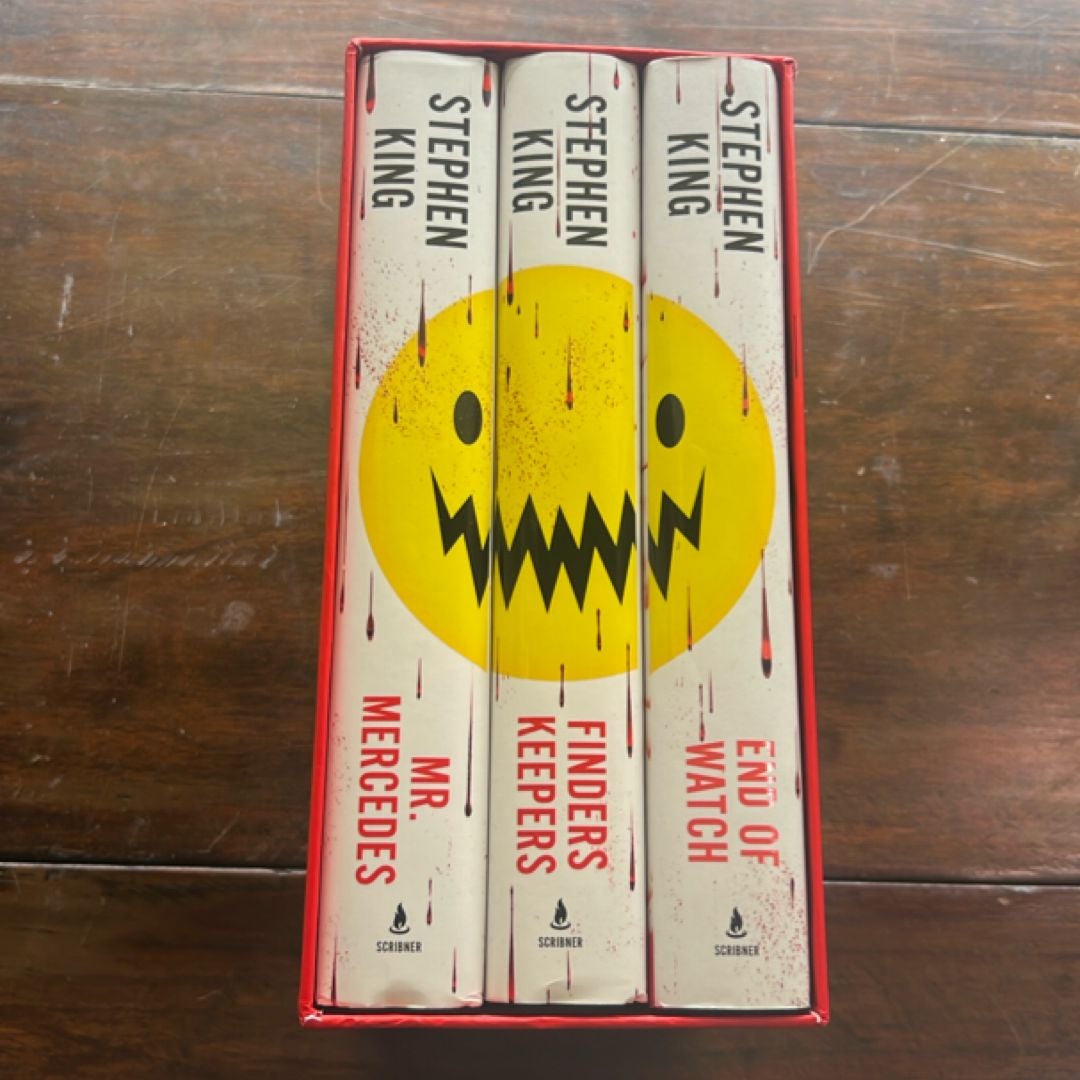 STEPHEN
KING
MR.
MERCEDES
SCRIBNER
STEPHEN
KING
FINDERS
KEEPERS
SCRIBNER
STEPHEN
KING
END OF
WATCH
SCRIBNER